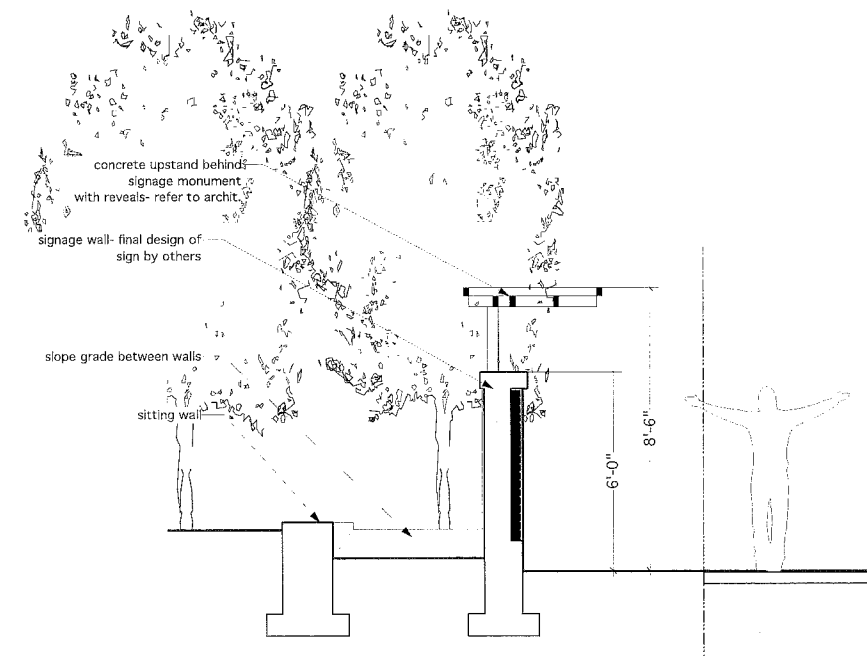 concrete upstand behind
signage monument
with reveals- refer to archit.
signage wall- final design of
sign by others
slope grade between walls
sitting wall
6'-0"
8'-6"